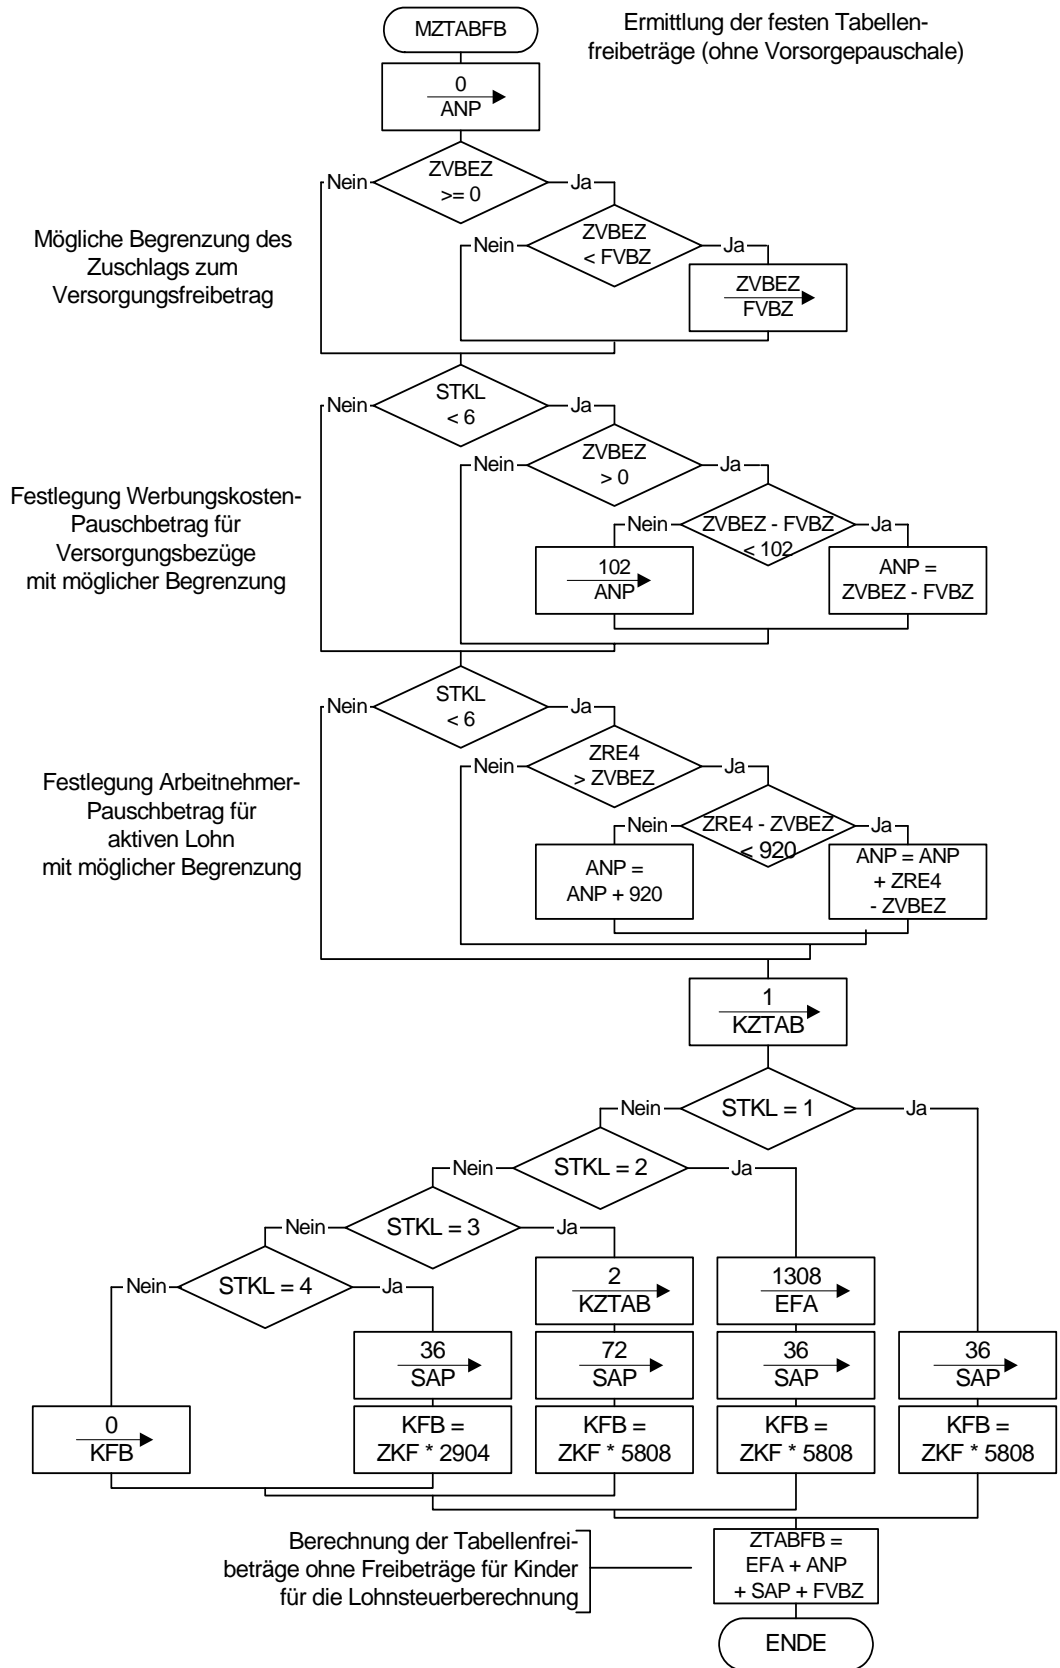 MZTABFB
Ermittlung der festen Tabellen-
freibeträge (ohne Vorsorgepauschale)
0
ANP
ZVBEZ
>= 0
Nein
Ja
Mögliche Begrenzung des
Zuschlags zum
Versorgungsfreibetrag
ZVBEZ
< FVBZ
Nein
Ja
ZVBEZ
FVBZ
STKL
< 6
Nein
Ja
Festlegung Werbungskosten-
Pauschbetrag für
Versorgungsbezüge
mit möglicher Begrenzung
ZVBEZ
> 0
Nein
Ja
ZVBEZ - FVBZ
< 102
Nein
Ja
102
ANP
ANP =
ZVBEZ - FVBZ
STKL
< 6
Nein
Ja
Festlegung Arbeitnehmer-
Pauschbetrag für
aktiven Lohn
mit möglicher Begrenzung
ZRE4
> ZVBEZ
Nein
Ja
ZRE4 - ZVBEZ
< 920
Nein
Ja
ANP =
ANP + 920
ANP = ANP
+ ZRE4
- ZVBEZ
1
KZTAB
STKL = 1
Nein
Ja
STKL = 2
Nein
Ja
STKL = 3
Nein
Ja
STKL = 4
Nein
Ja
2
KZTAB
1308
EFA
36
SAP
72
SAP
36
SAP
36
SAP
0
KFB
KFB =
ZKF * 2904
KFB =
ZKF * 5808
KFB =
ZKF * 5808
KFB =
ZKF * 5808
Berechnung der Tabellenfrei-
beträge ohne Freibeträge für Kinder
für die Lohnsteuerberechnung
ZTABFB =
EFA + ANP
+ SAP + FVBZ
ENDE